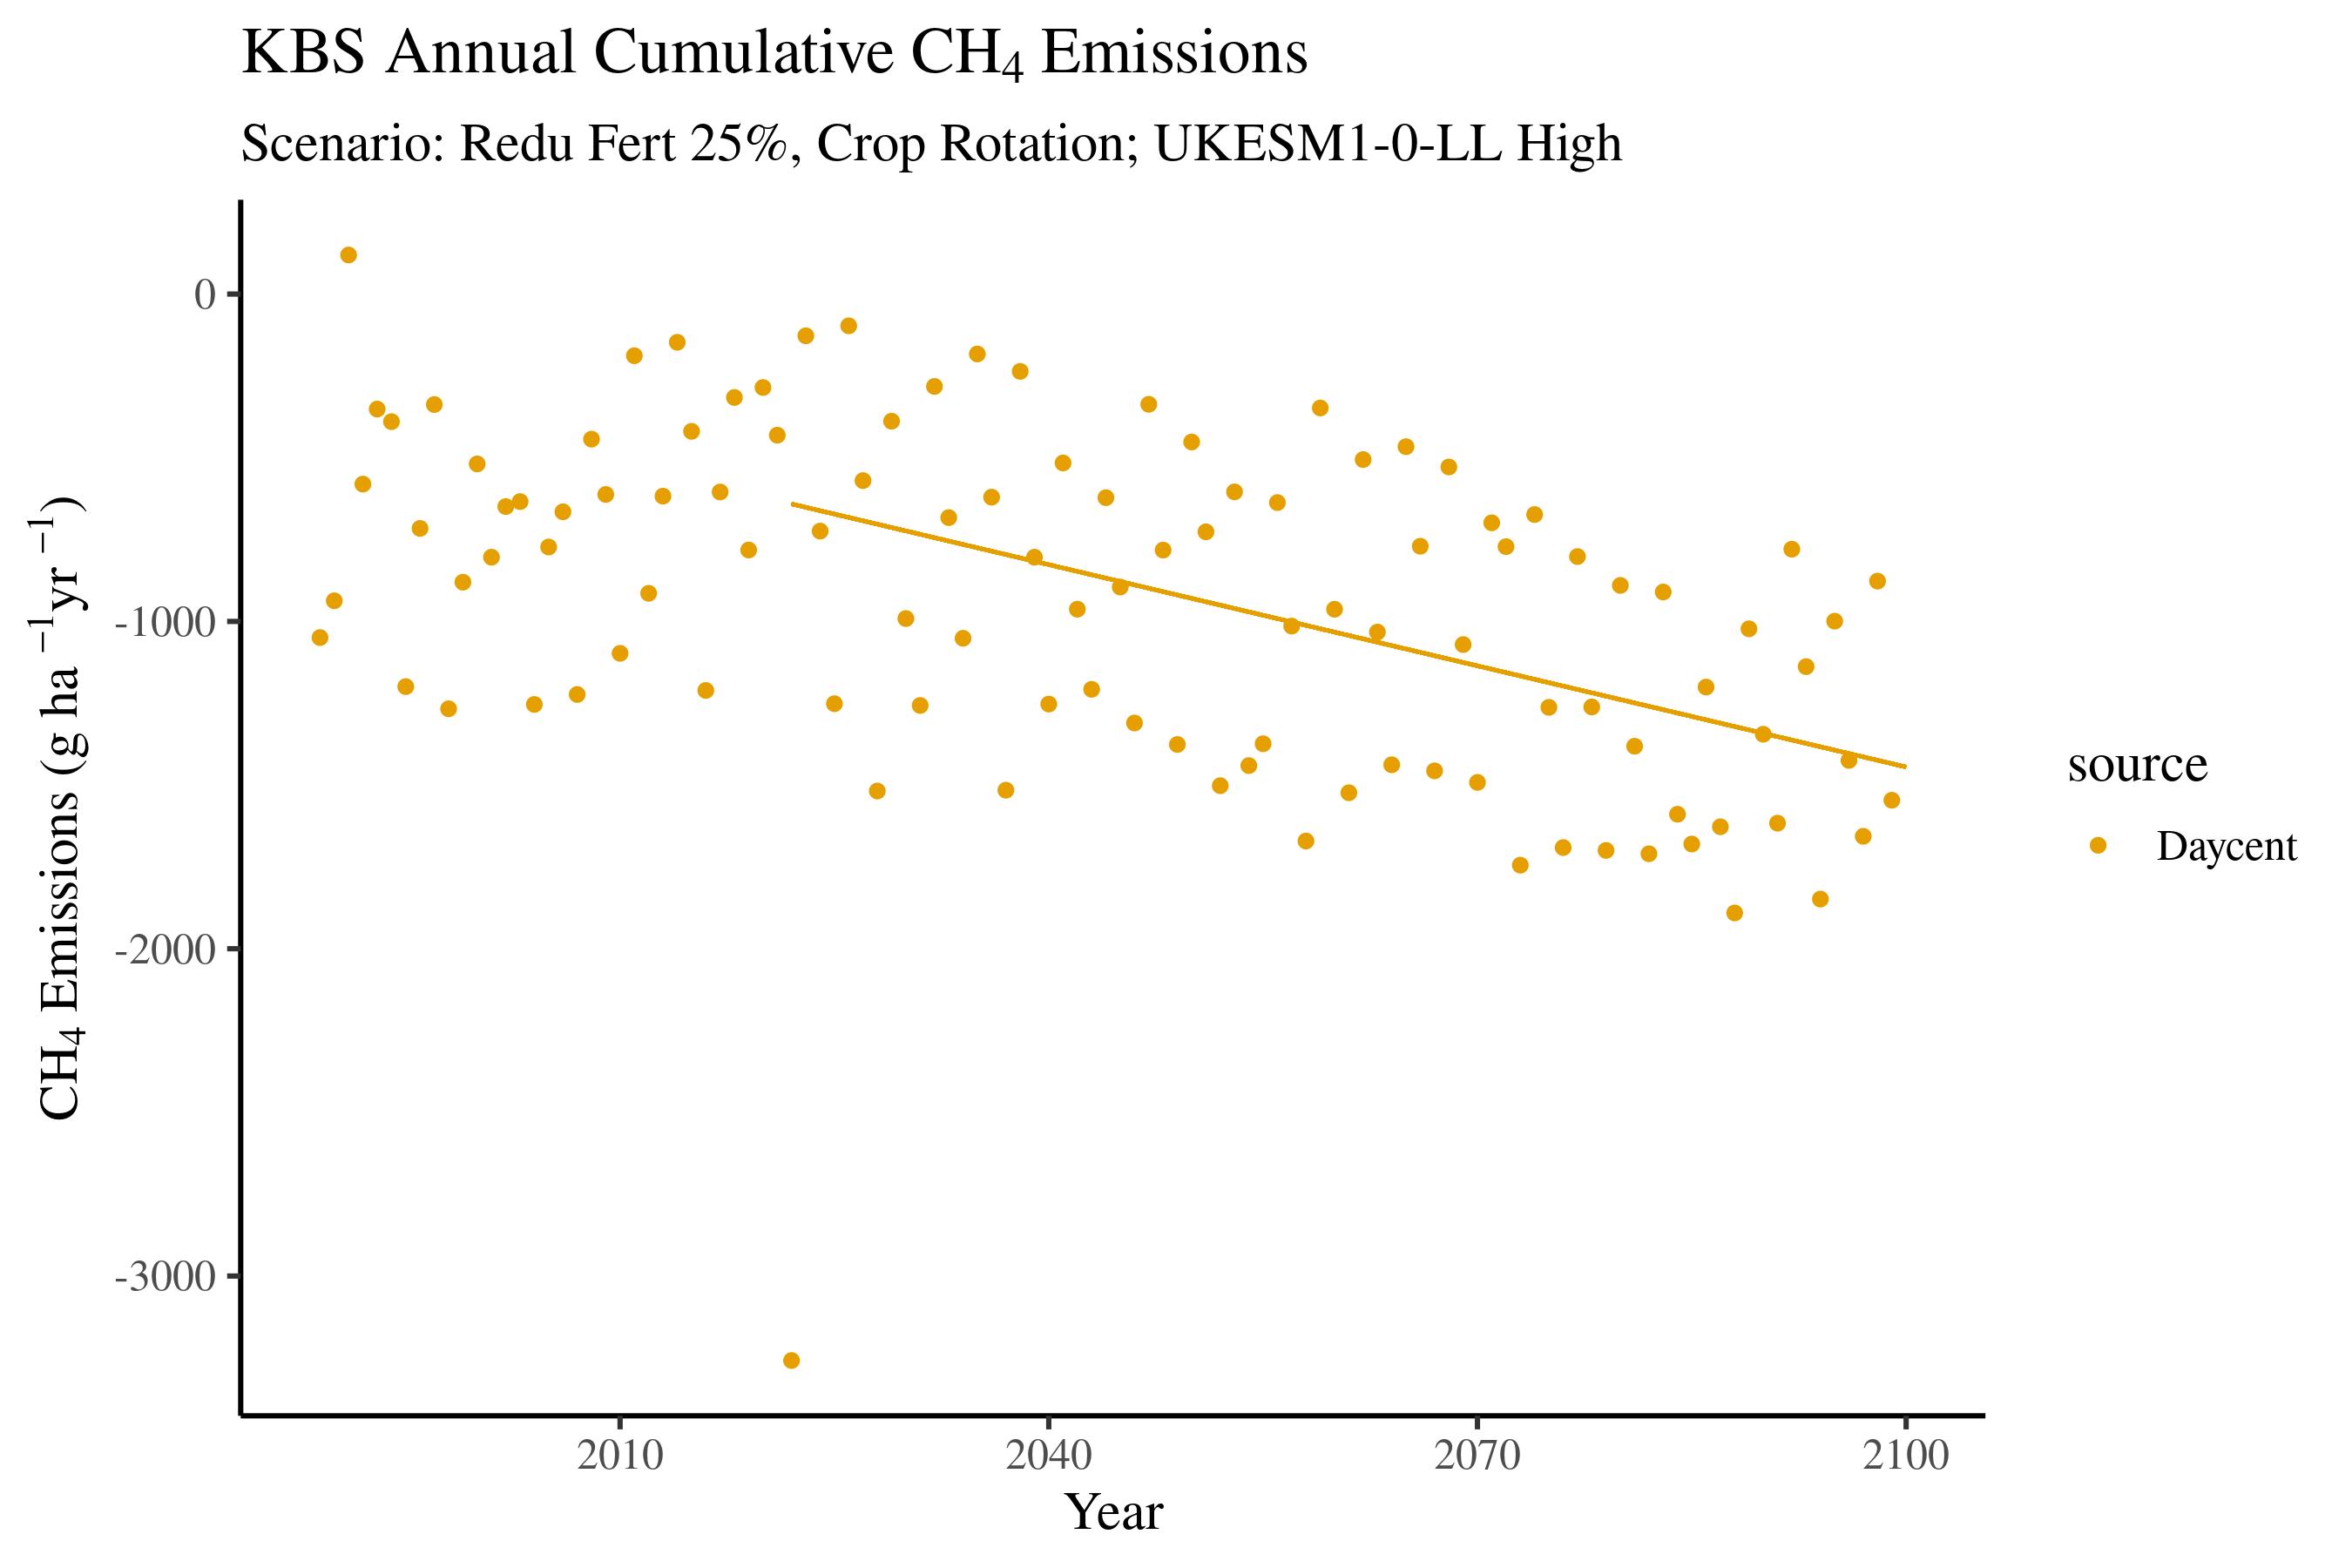 KBS Annual Cumulative CH₄ Emissions
Scenario: Redu Fert 25%, Crop Rotation; UKESM1-0-LL High
CH₄ Emissions (g ha ⁻¹yr ⁻¹)
0
-1000
-2000
-3000
2010 2040 2070 2100
Year
source
Daycent